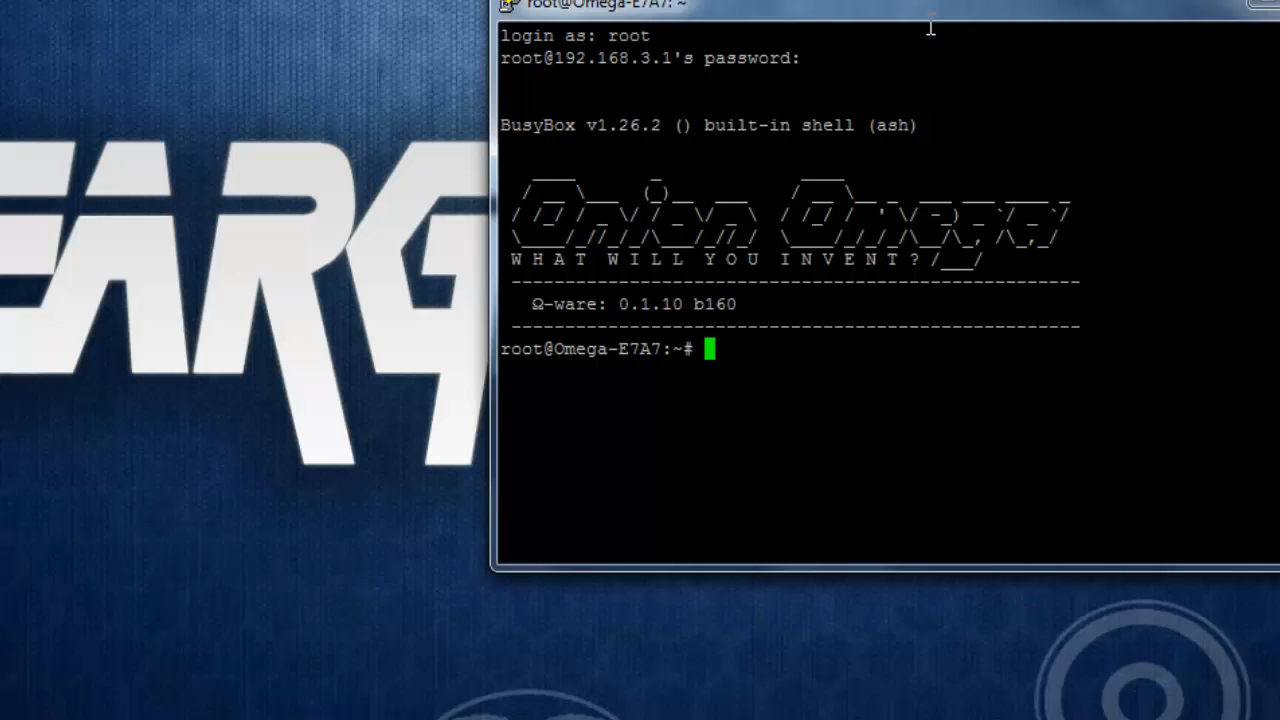 root@Omega-E7A7: ~
login as: root
root@192.168.3.1's password:
BusyBox v1.26.2 () built-in shell (ash)
Onion Omega
W H A T W I L L Y O U I N V E N T ?
Ω-ware: 0.1.10 b160
root@Omega-E7A7:~#